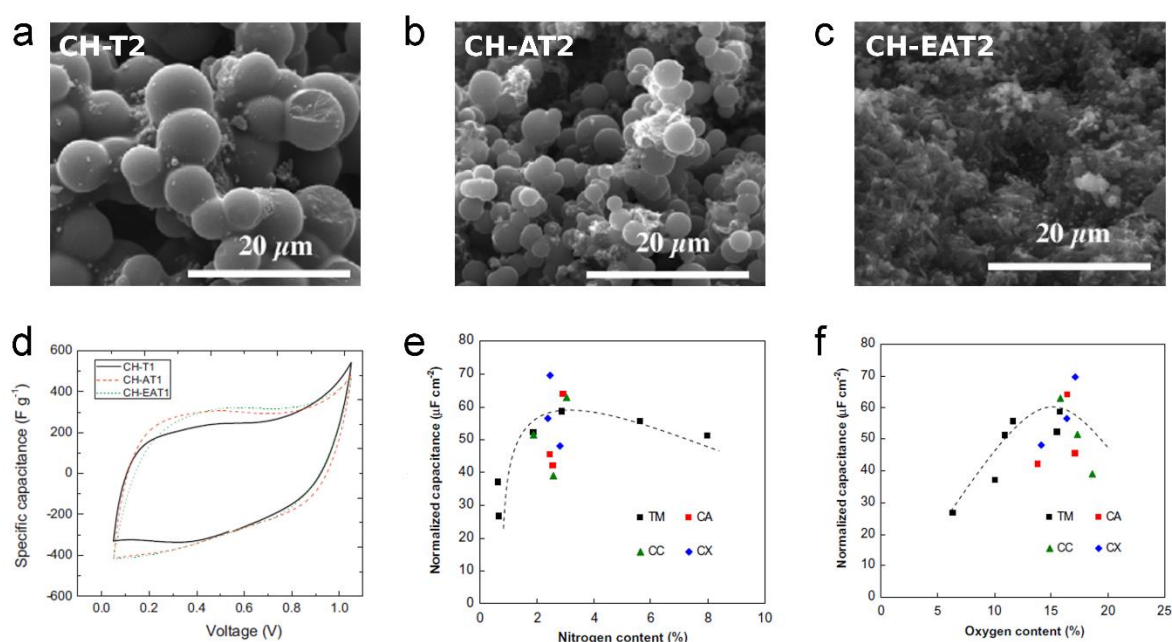 a
CH-T2
20 µm
b
CH-AT2
20 µm
c
CH-EAT2
20 µm
d
Specific capacitance (F g⁻¹)
600
400
200
0
-200
-400
-600
CH-T1
CH-AT1
CH-EAT1
0.0 0.2 0.4 0.6 0.8 1.0
Voltage (V)
e
Normalized capacitance (µF cm⁻²)
80
70
60
50
40
30
20
10
0
TM CA
CC CX
0 2 4 6 8 10
Nitrogen content (%)
f
Normalized capacitance (µF cm⁻²)
80
70
60
50
40
30
20
10
0
TM CA
CC CX
0 5 10 15 20 25
Oxygen content (%)